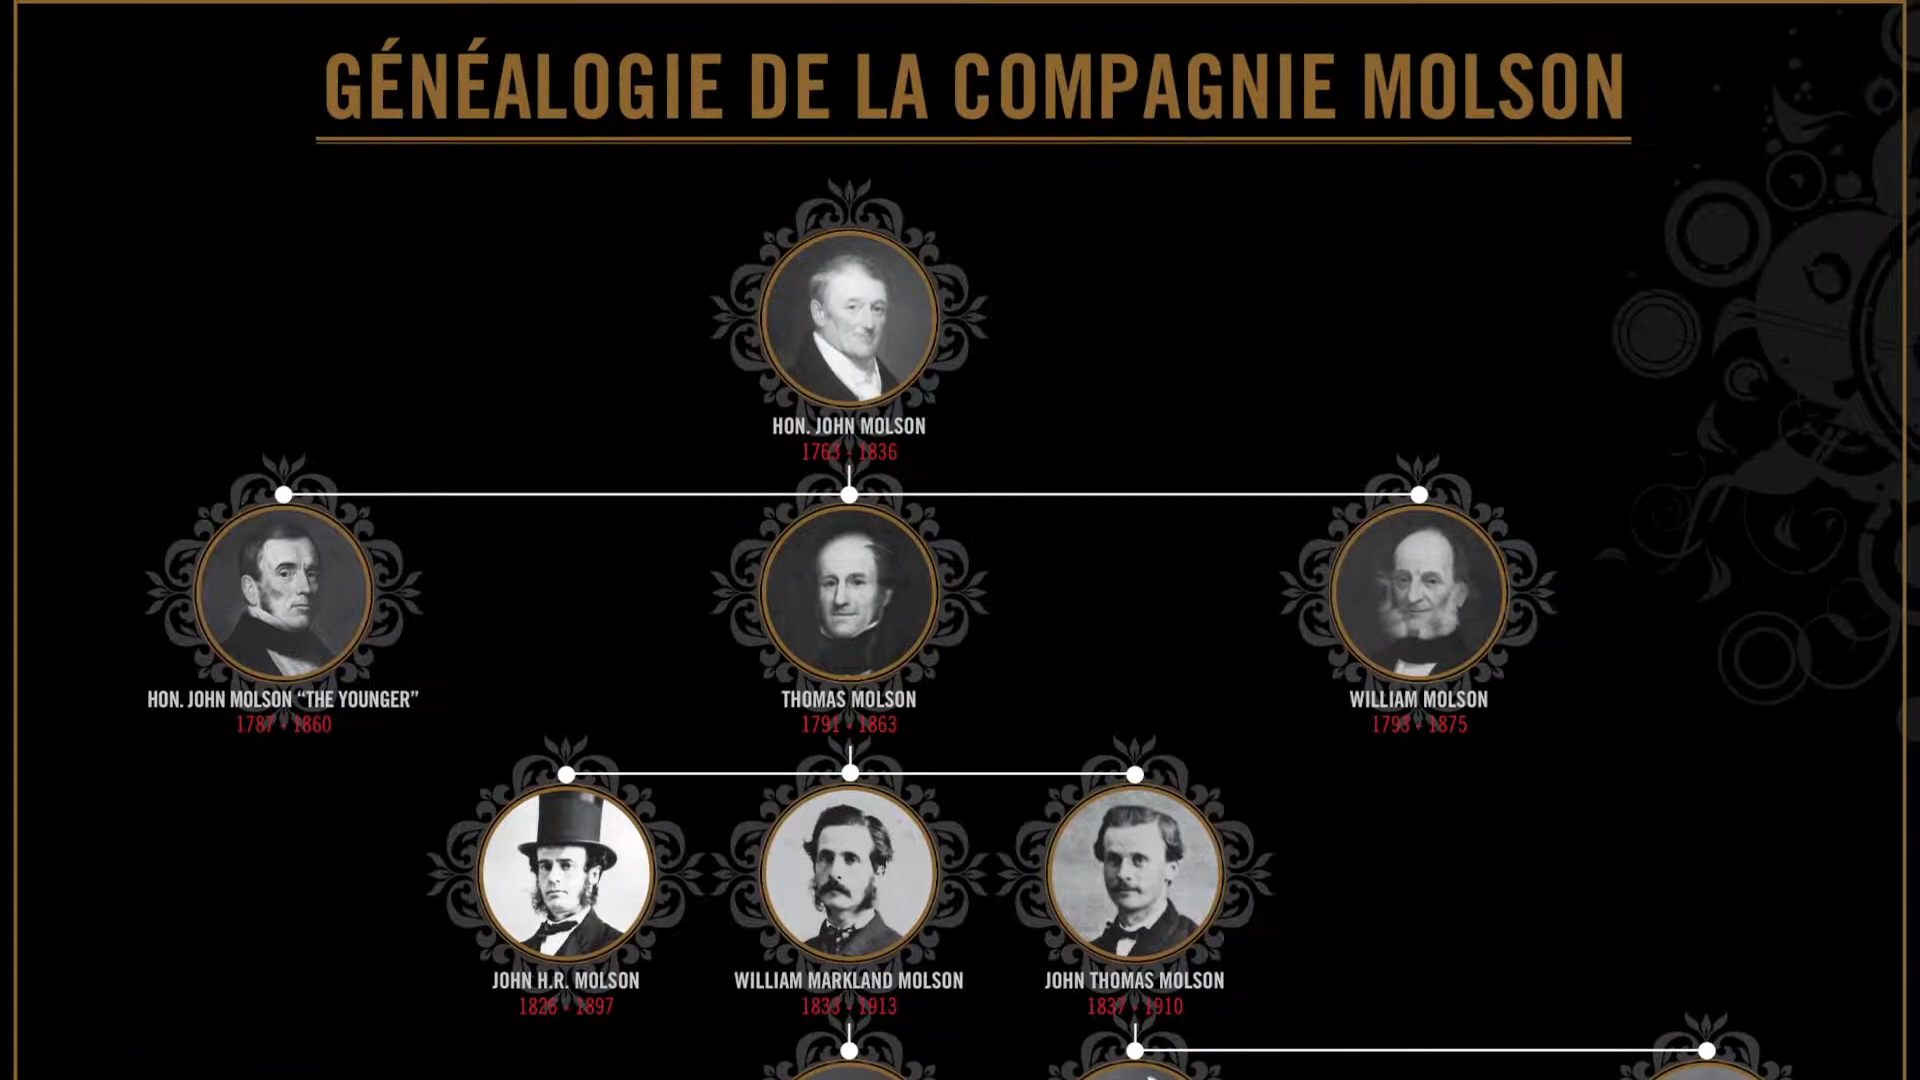 GÉNÉALOGIE DE LA COMPAGNIE MOLSON
HON. JOHN MOLSON
1763 - 1836
HON. JOHN MOLSON “THE YOUNGER”
1787 - 1860
THOMAS MOLSON
1791 - 1863
WILLIAM MOLSON
1793 - 1875
JOHN H.R. MOLSON
1826 - 1897
WILLIAM MARKLAND MOLSON
1833 - 1913
JOHN THOMAS MOLSON
1837 - 1910